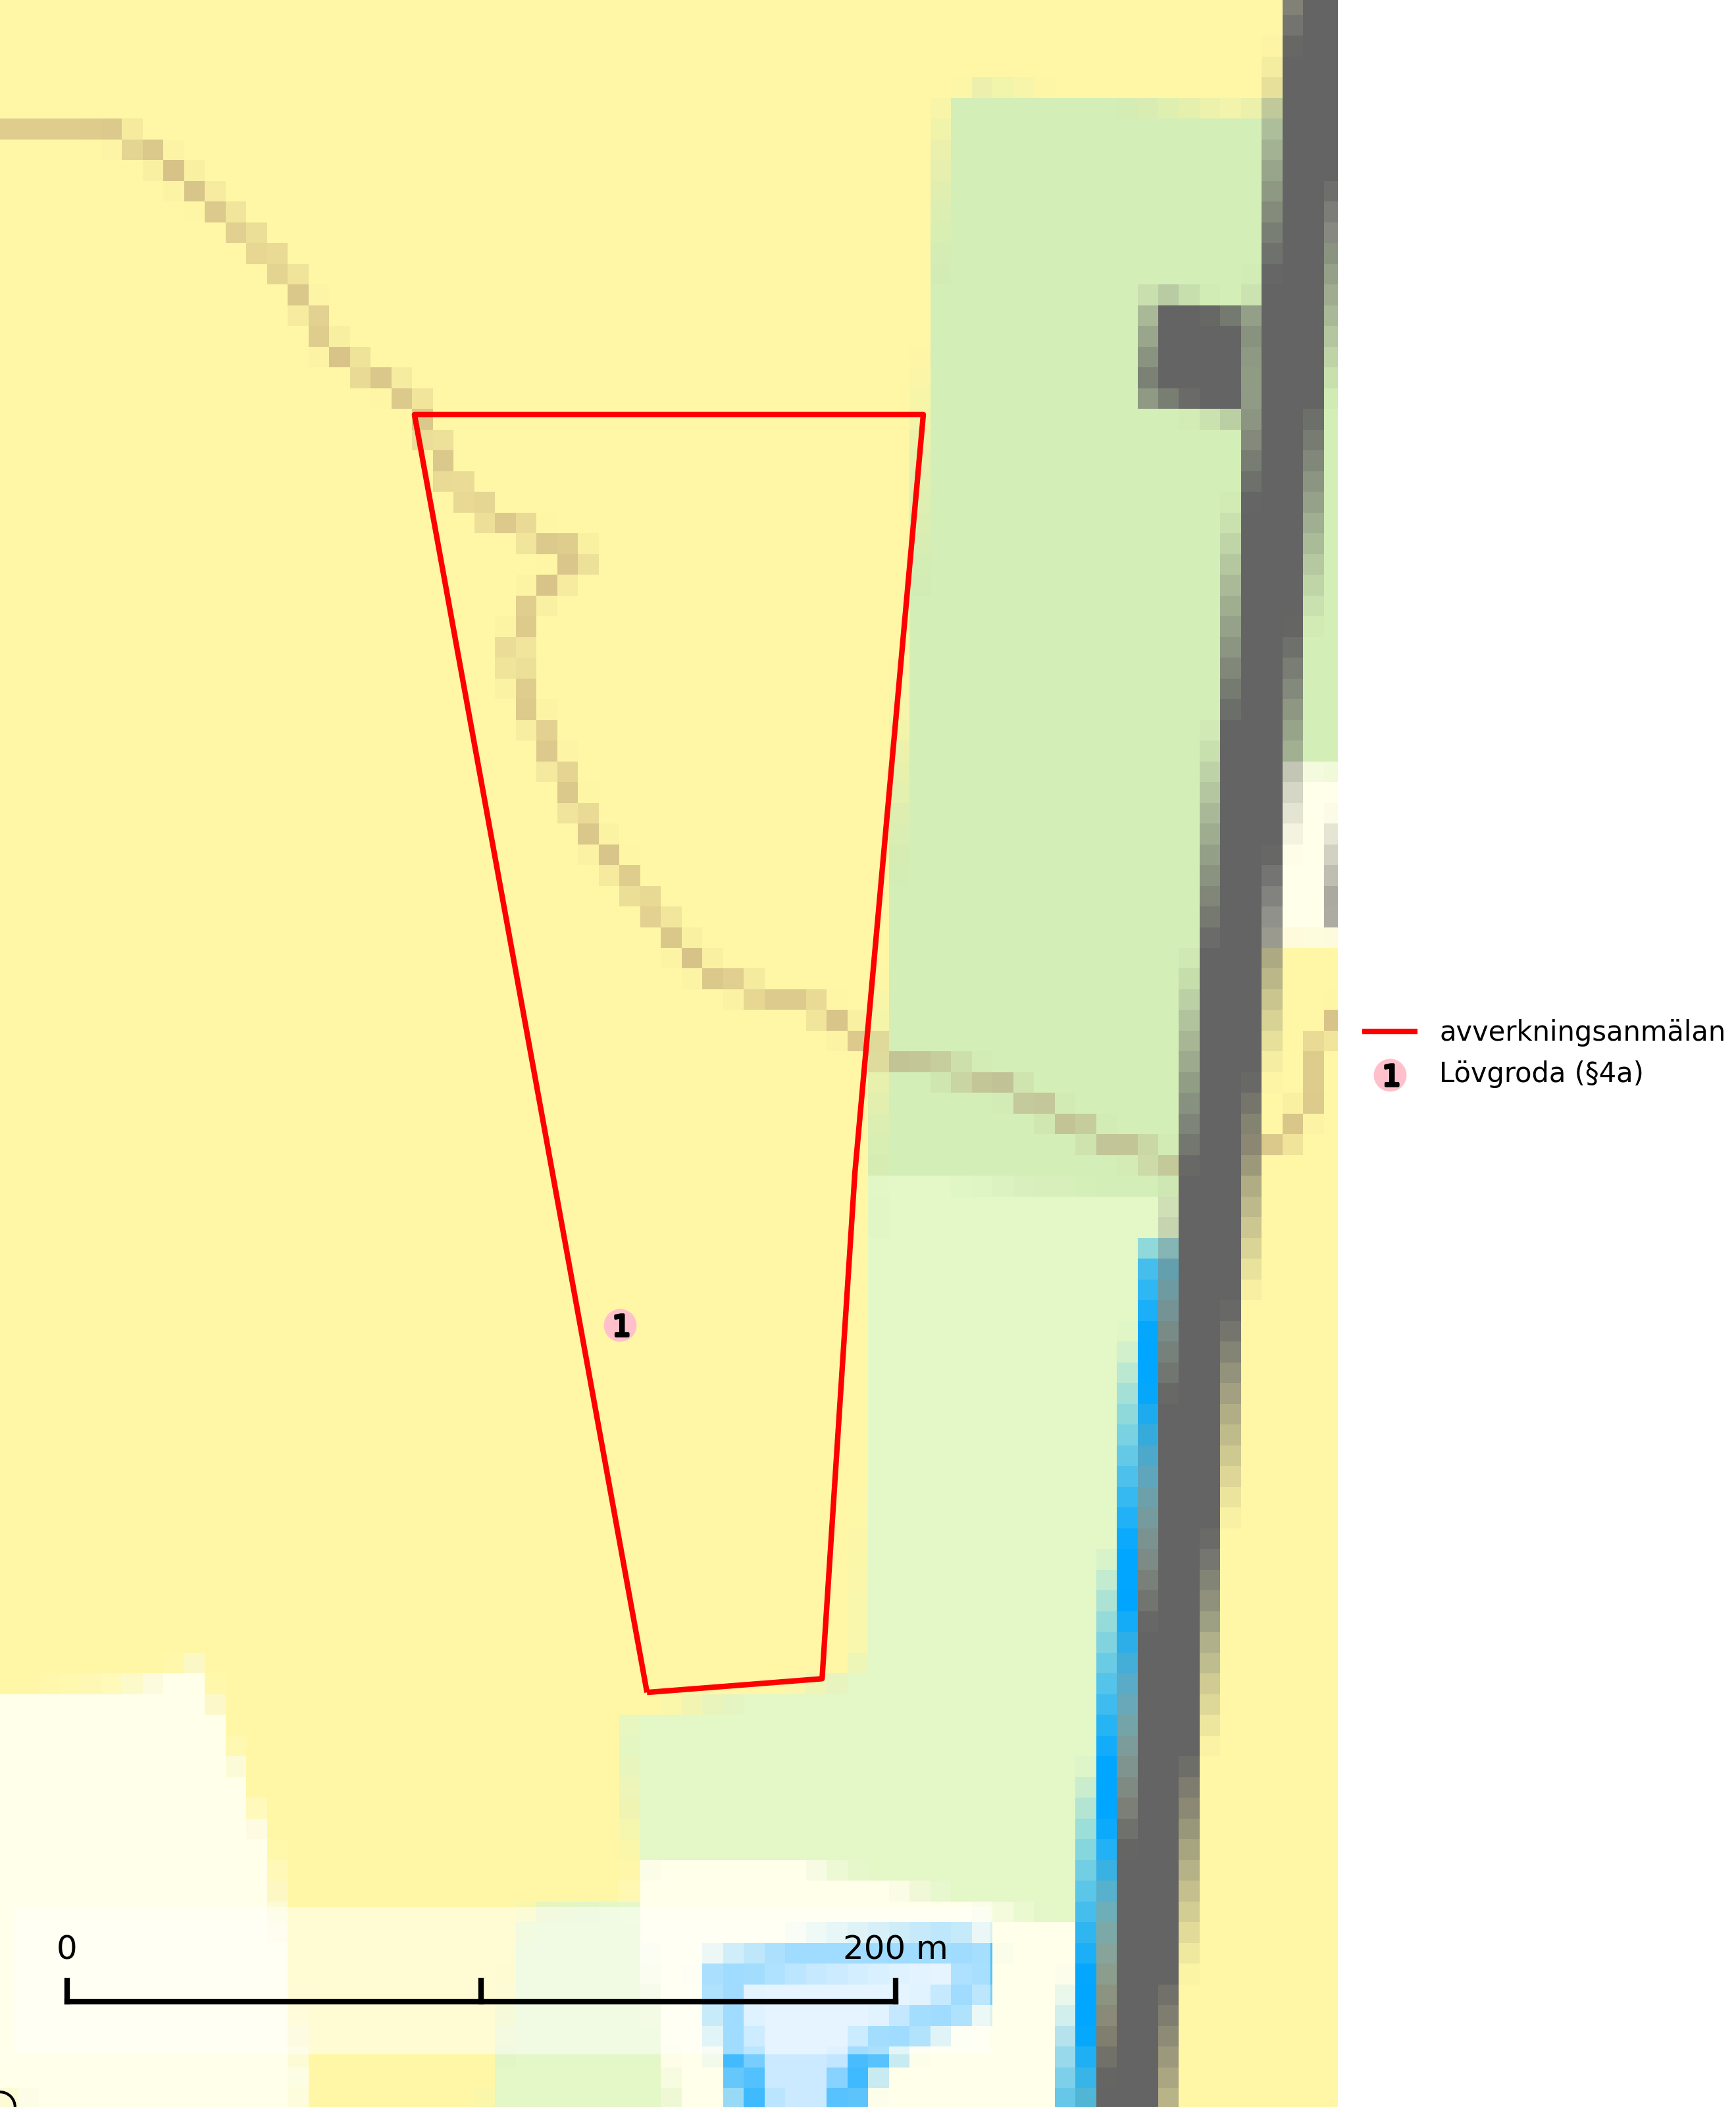 avverkningsanmälan
1 Lövgroda (§4a)
1
0 200 m